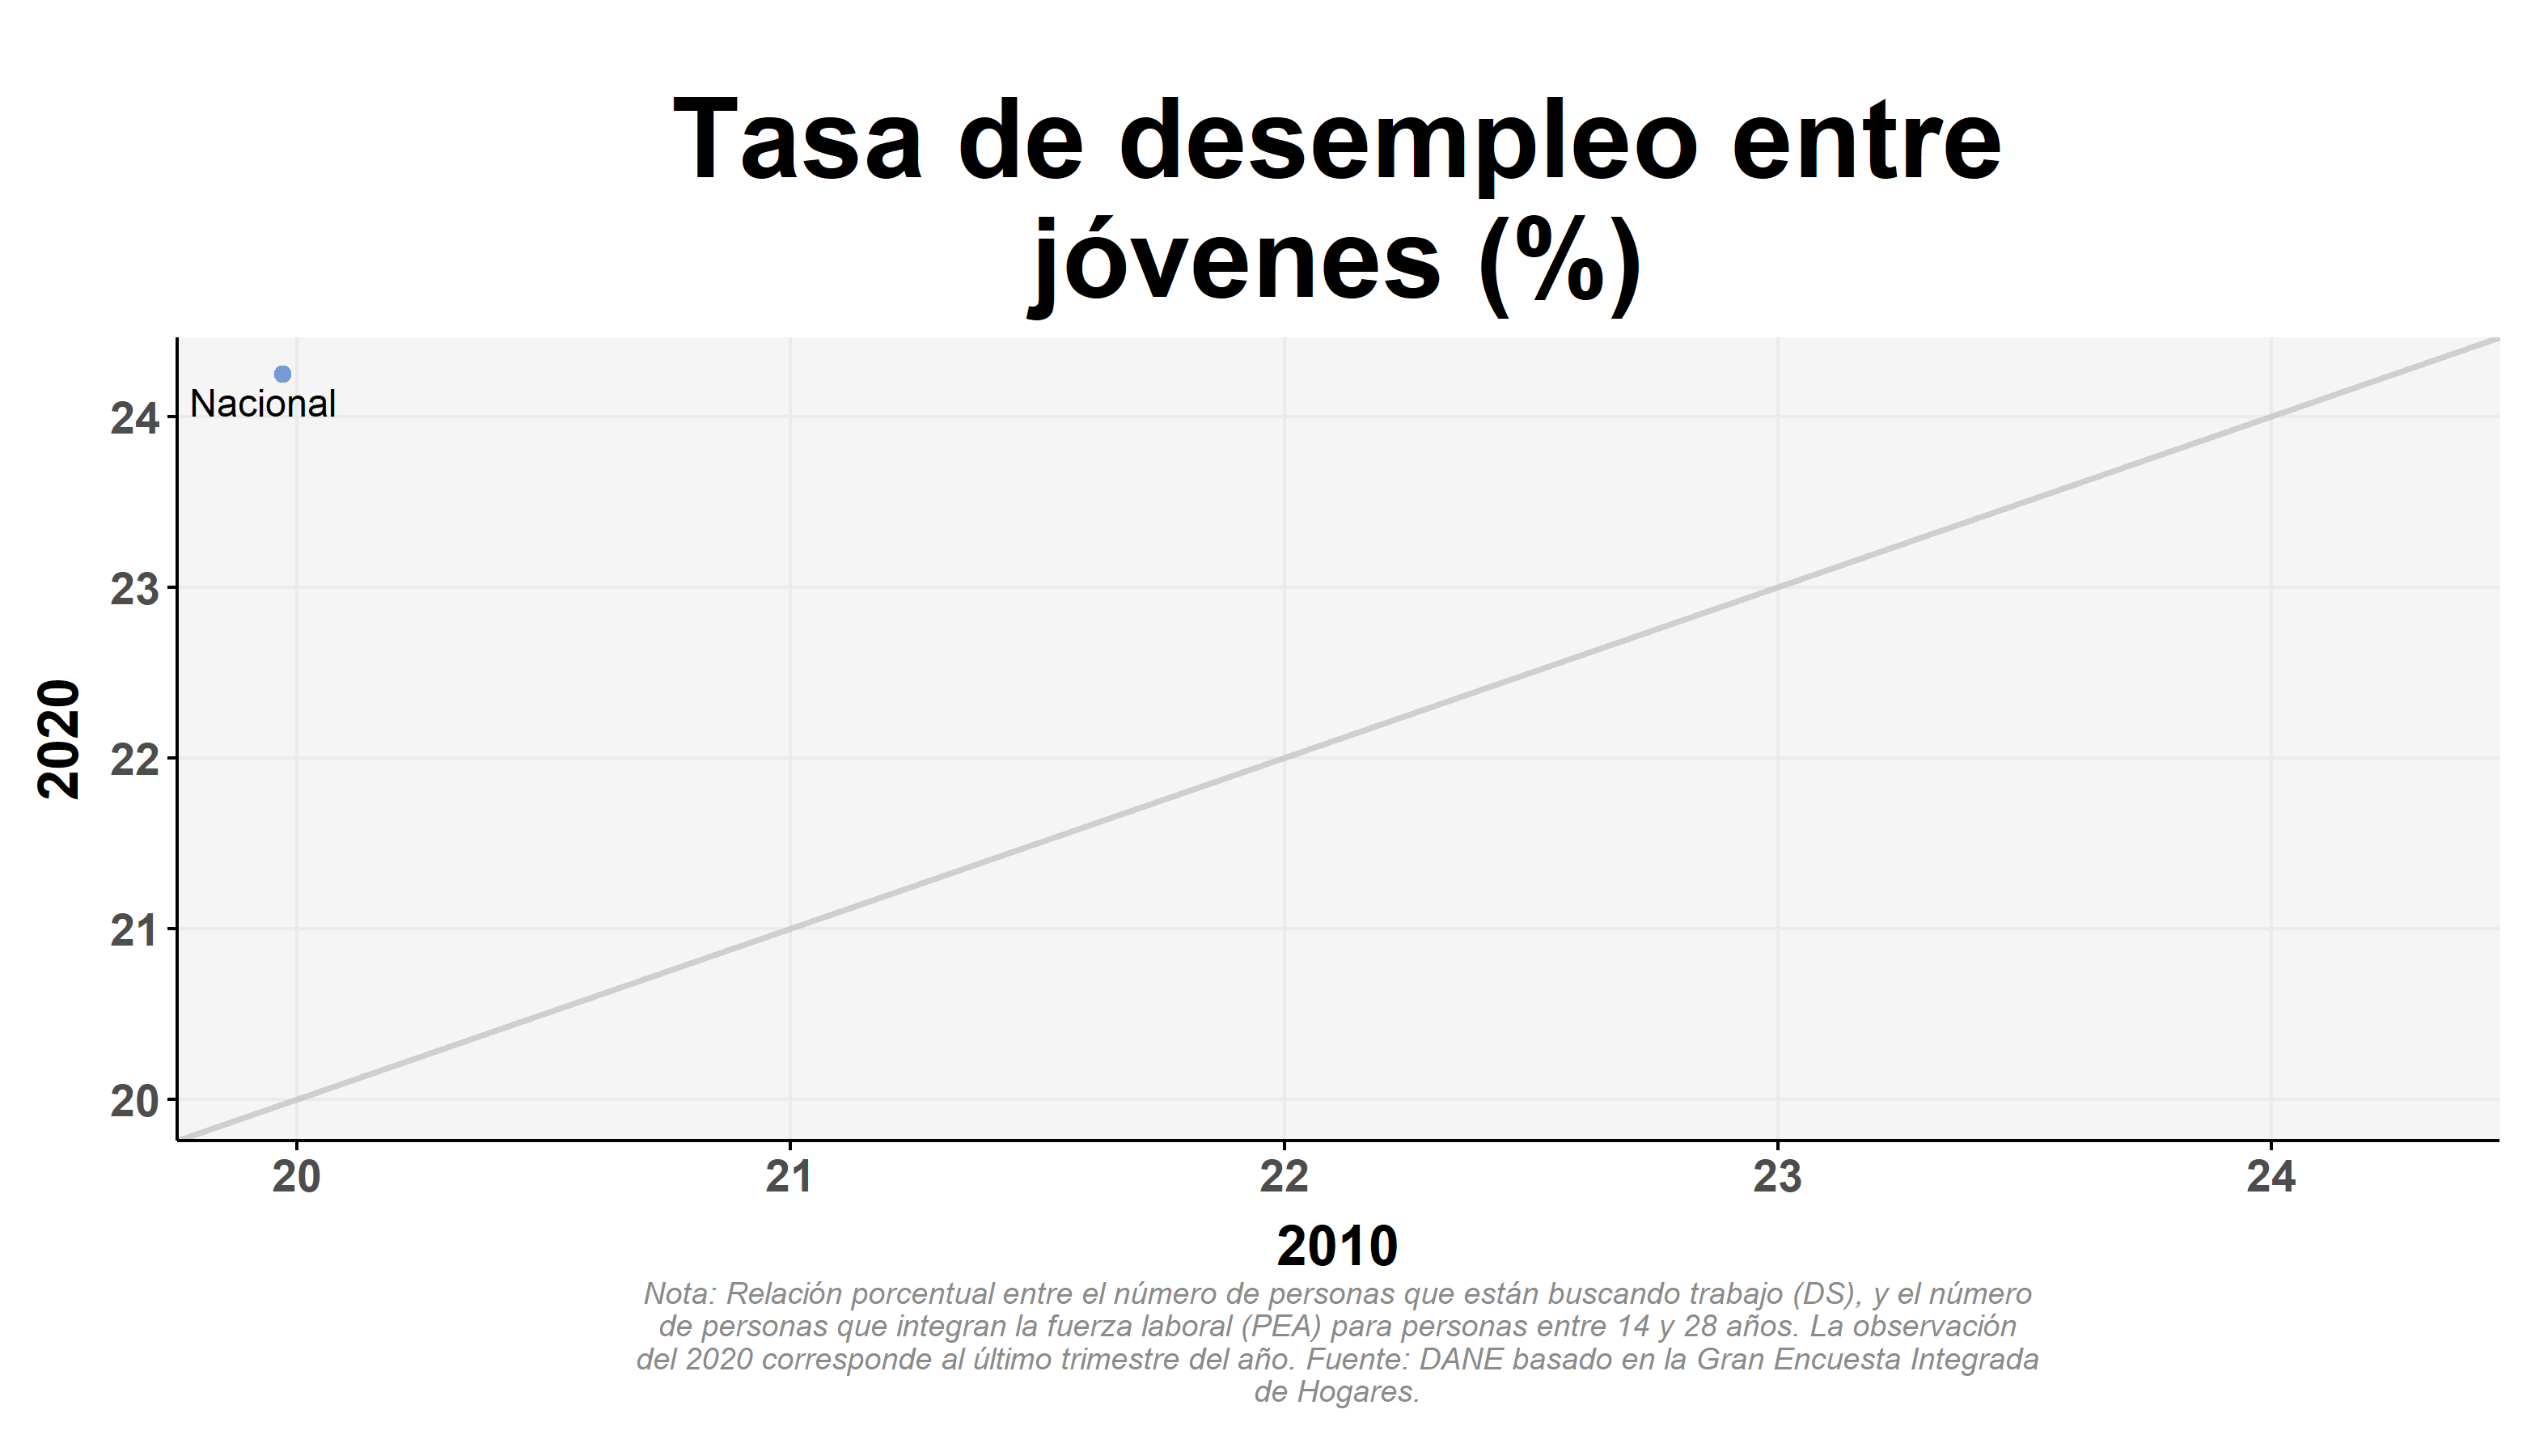 Tasa de desempleo entre
jóvenes (%)
Nacional
24
23
22
21
20
2020
20 21 22 23 24
2010
Nota: Relación porcentual entre el número de personas que están buscando trabajo (DS), y el número
de personas que integran la fuerza laboral (PEA) para personas entre 14 y 28 años. La observación
del 2020 corresponde al último trimestre del año. Fuente: DANE basado en la Gran Encuesta Integrada
de Hogares.